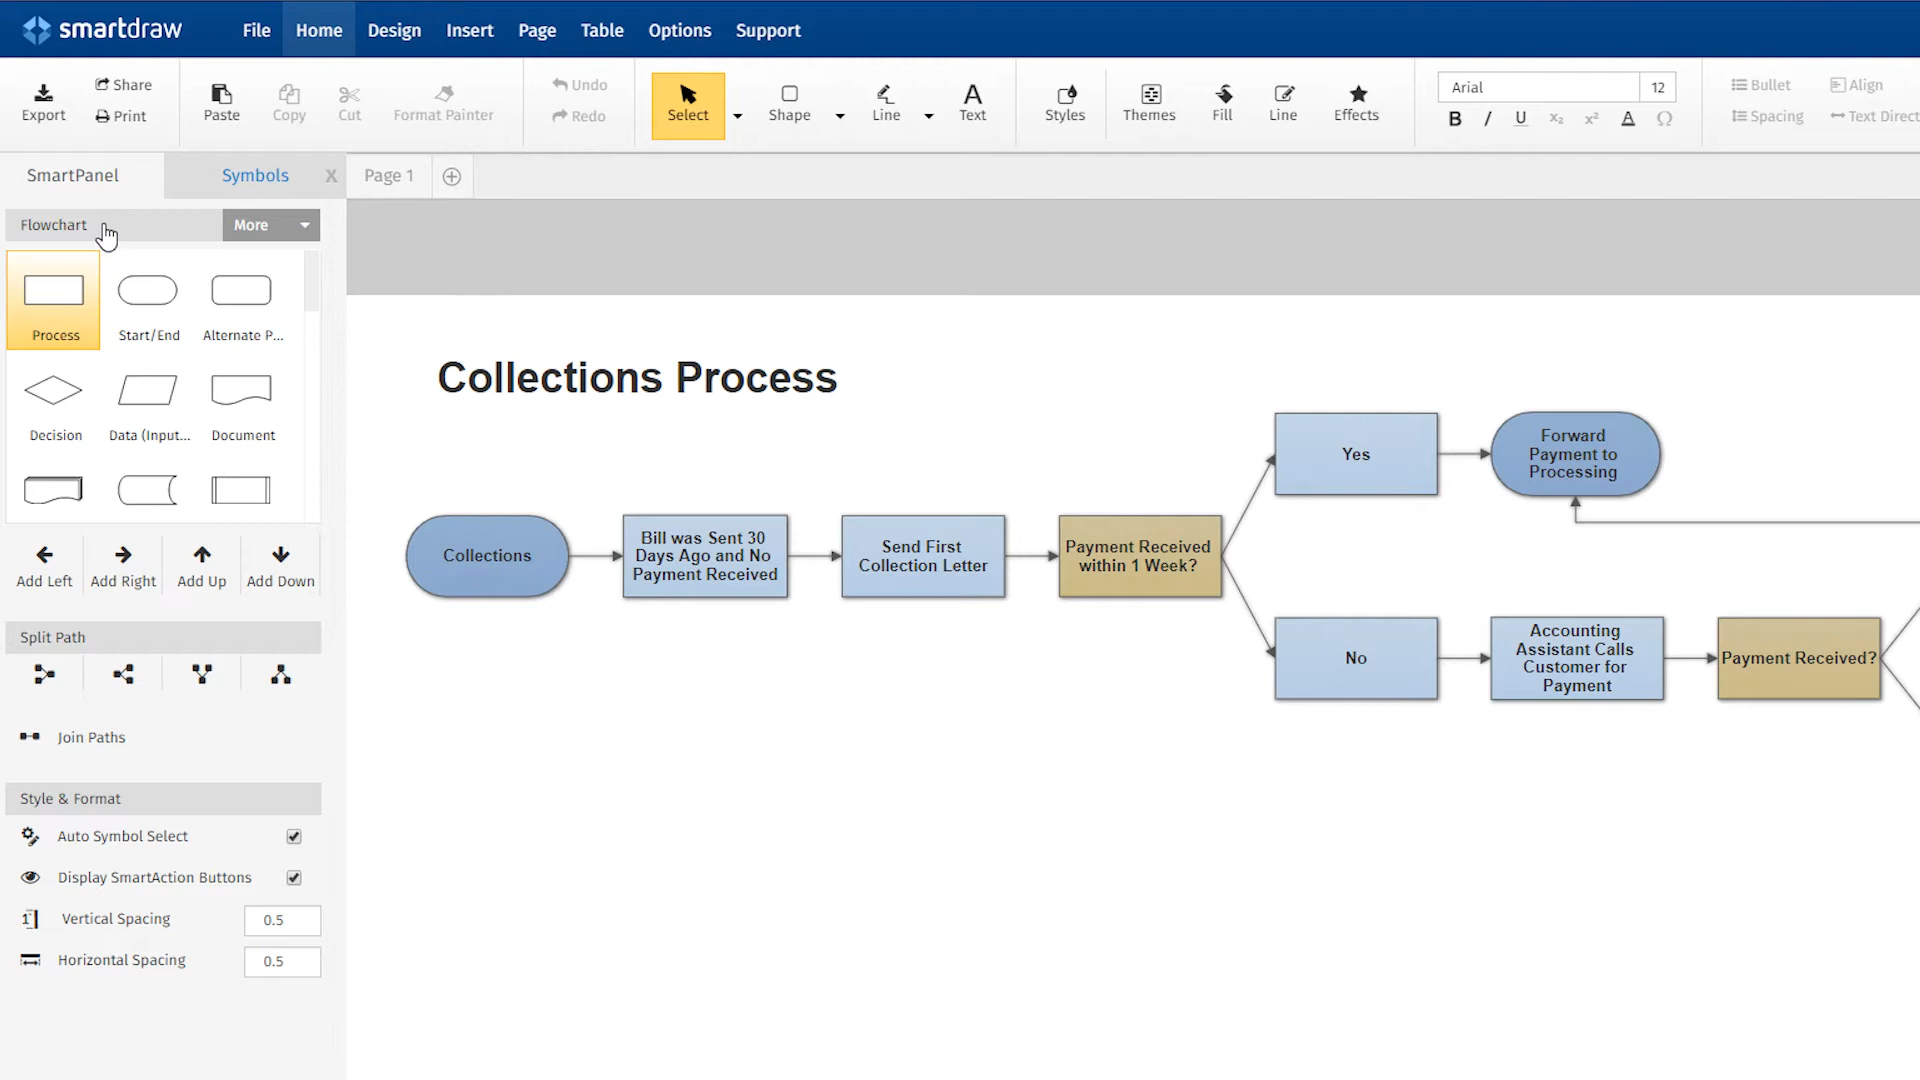 smartdraw
File
Home
Design
Insert
Page
Table
Options
Support
Export
Share
Print
Paste
Copy
Cut
Format Painter
Undo
Redo
Select
Shape
Line
A
Text
Styles
Themes
Fill
Line
Effects
Arial
12
B
I
U
x₂
x²
A
Ω
Bullet
Align
Spacing
Text Direct
SmartPanel
Symbols
X
Page 1
Flowchart
More
Process
Start/End
Alternate P...
Decision
Data (Input...
Document
Add Left
Add Right
Add Up
Add Down
Split Path
Join Paths
Style & Format
Auto Symbol Select
Display SmartAction Buttons
Vertical Spacing
0.5
Horizontal Spacing
0.5
Collections Process
Collections
Bill was Sent 30
Days Ago and No
Payment Received
Send First
Collection Letter
Payment Received
within 1 Week?
Yes
Forward
Payment to
Processing
No
Accounting
Assistant Calls
Customer for
Payment
Payment Received?